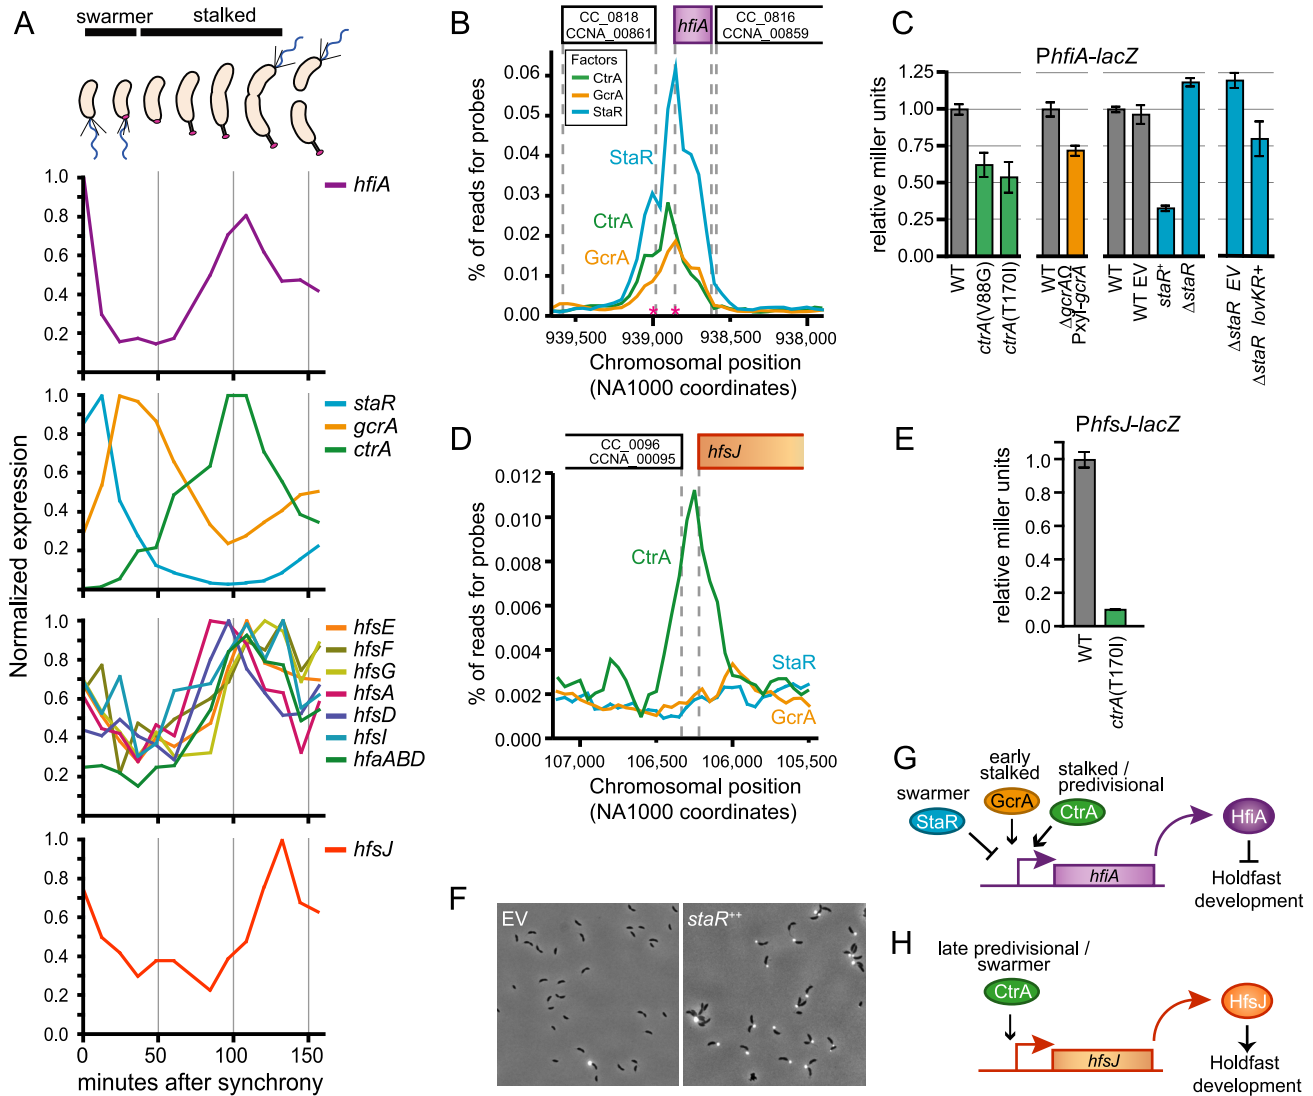 A
swarmer
stalked
hfiA
1.0
0.8
0.6
0.4
0.2
staR
gcrA
ctrA
1.0
0.8
0.6
0.4
0.2
hfsE
hfsF
hfsG
hfsA
hfsD
hfsI
hfaABD
1.0
0.8
0.6
0.4
0.2
hfsJ
1.0
0.8
0.6
0.4
0.2
0.0
0 50 100 150
minutes after synchrony
Normalized expression
B
CC_0818
CCNA_00861
hfiA
CC_0816
CCNA_00859
Factors
CtrA
GcrA
StaR
StaR
CtrA
GcrA
0.06
0.05
0.04
0.03
0.02
0.01
0.00
% of reads for probes
* *
939,500 939,000 938,500 938,000
Chromosomal position
(NA1000 coordinates)
C
PhfiA-lacZ
relative miller units
1.25
1.00
0.75
0.50
0.25
0.00
WT
ctrA(V88G)
ctrA(T170I)
WT
ΔgcrAΩ
Pxyl-gcrA
WT
WT EV
staR+
ΔstaR
ΔstaR EV
ΔstaR lovKR+
D
CC_0096
CCNA_00095
hfsJ
0.012
0.010
0.008
0.006
0.004
0.002
0.000
% of reads for probes
CtrA
StaR
GcrA
107,000 106,500 106,000 105,500
Chromosomal position
(NA1000 coordinates)
E
PhfsJ-lacZ
relative miller units
1.0
0.8
0.6
0.4
0.2
0.0
WT
ctrA(T170I)
F
EV
staR++
G
swarmer
StaR
early
stalked
GcrA
stalked /
predivisional
CtrA
HfiA
hfiA
Holdfast
development
H
late predivisional /
swarmer
CtrA
HfsJ
hfsJ
Holdfast
development